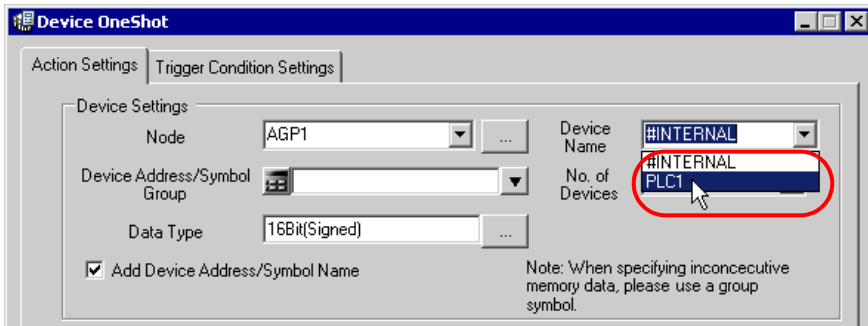 Device OneShot
Action Settings
Trigger Condition Settings
Device Settings
Node
AGP1
...
Device
Name
#INTERNAL
#INTERNAL
PLC1
Device Address/Symbol
Group
No. of
Devices
Data Type
16Bit(Signed)
...
Add Device Address/Symbol Name
Note: When specifying inconcecutive
memory data, please use a group
symbol.